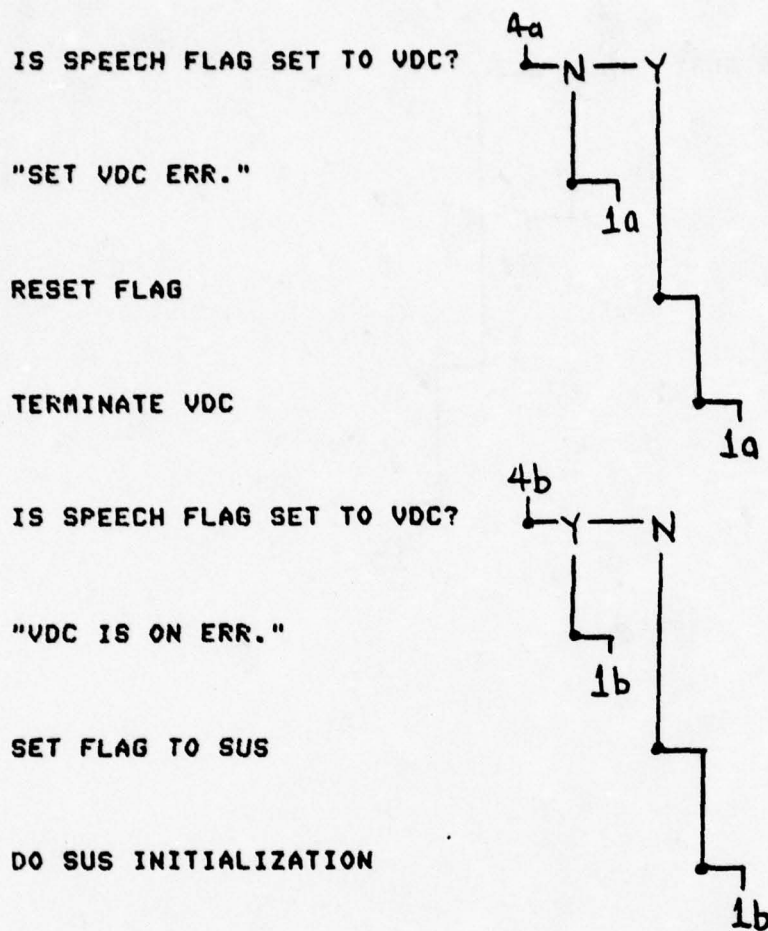 4a
IS SPEECH FLAG SET TO VDC? N Y
"SET VDC ERR."
1a
RESET FLAG
TERMINATE VDC
1a
4b
IS SPEECH FLAG SET TO VDC? Y N
"VDC IS ON ERR."
1b
SET FLAG TO SUS
DO SUS INITIALIZATION
1b